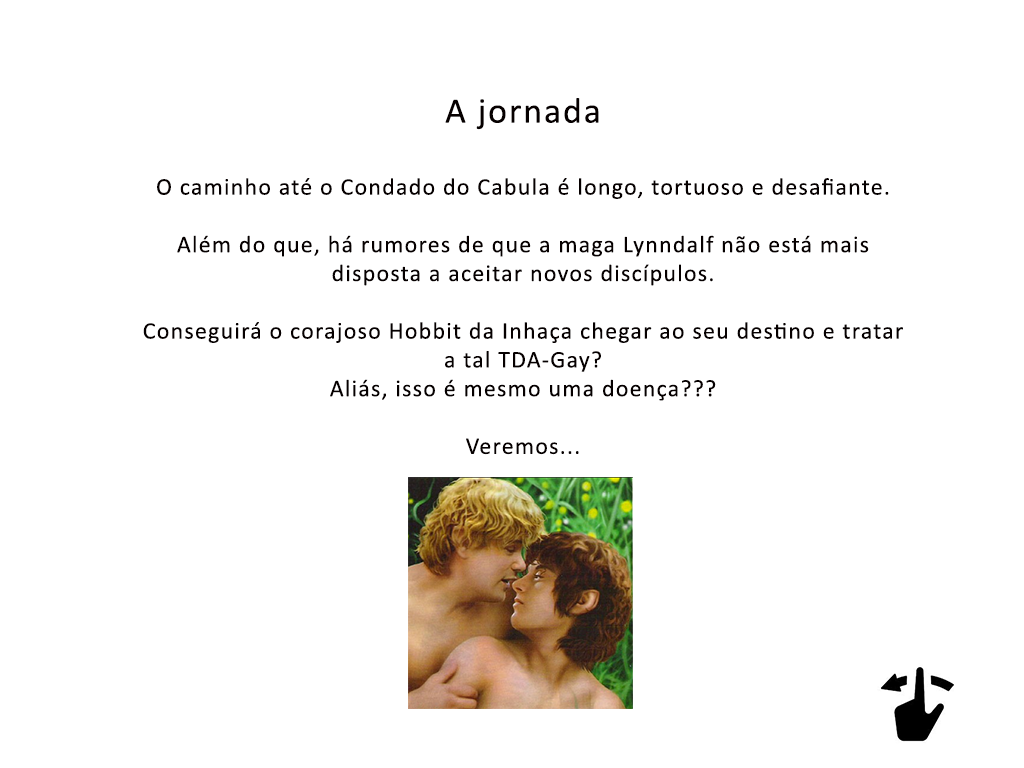 A jornada
O caminho até o Condado do Cabula é longo, tortuoso e desafiante.
Além do que, há rumores de que a maga Lynndalf não está mais
disposta a aceitar novos discípulos.
Conseguirá o corajoso Hobbit da Inhaça chegar ao seu destino e tratar
a tal TDA-Gay?
Aliás, isso é mesmo uma doença???
Veremos...